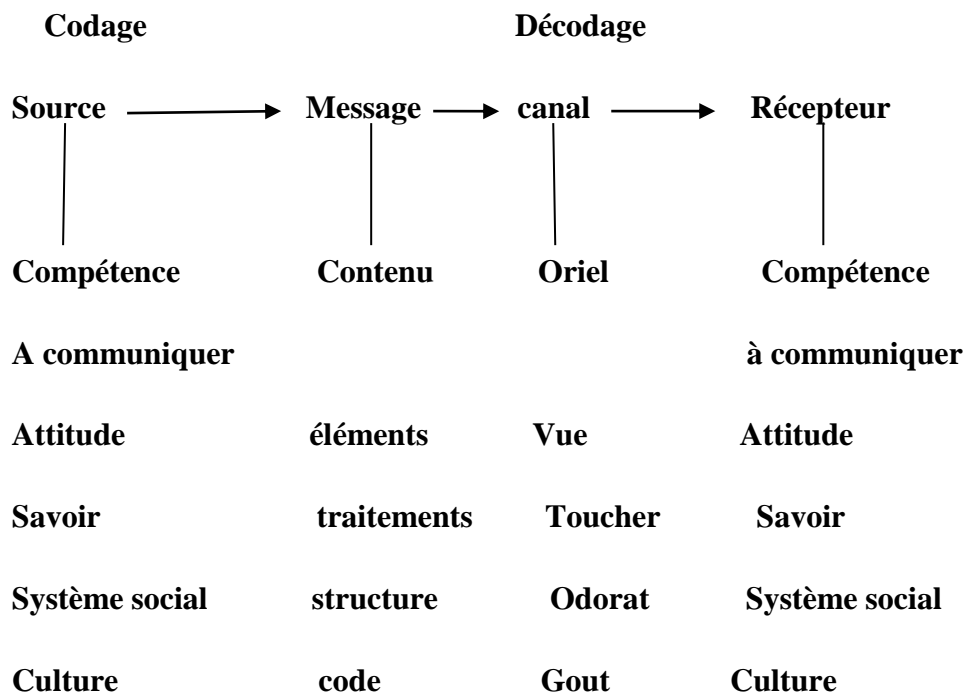 Codage Décodage
Source Message canal Récepteur
Compétence Contenu Oriel Compétence
A communiquer à communiquer
Attitude éléments Vue Attitude
Savoir traitements Toucher Savoir
Système social structure Odorat Système social
Culture code Gout Culture